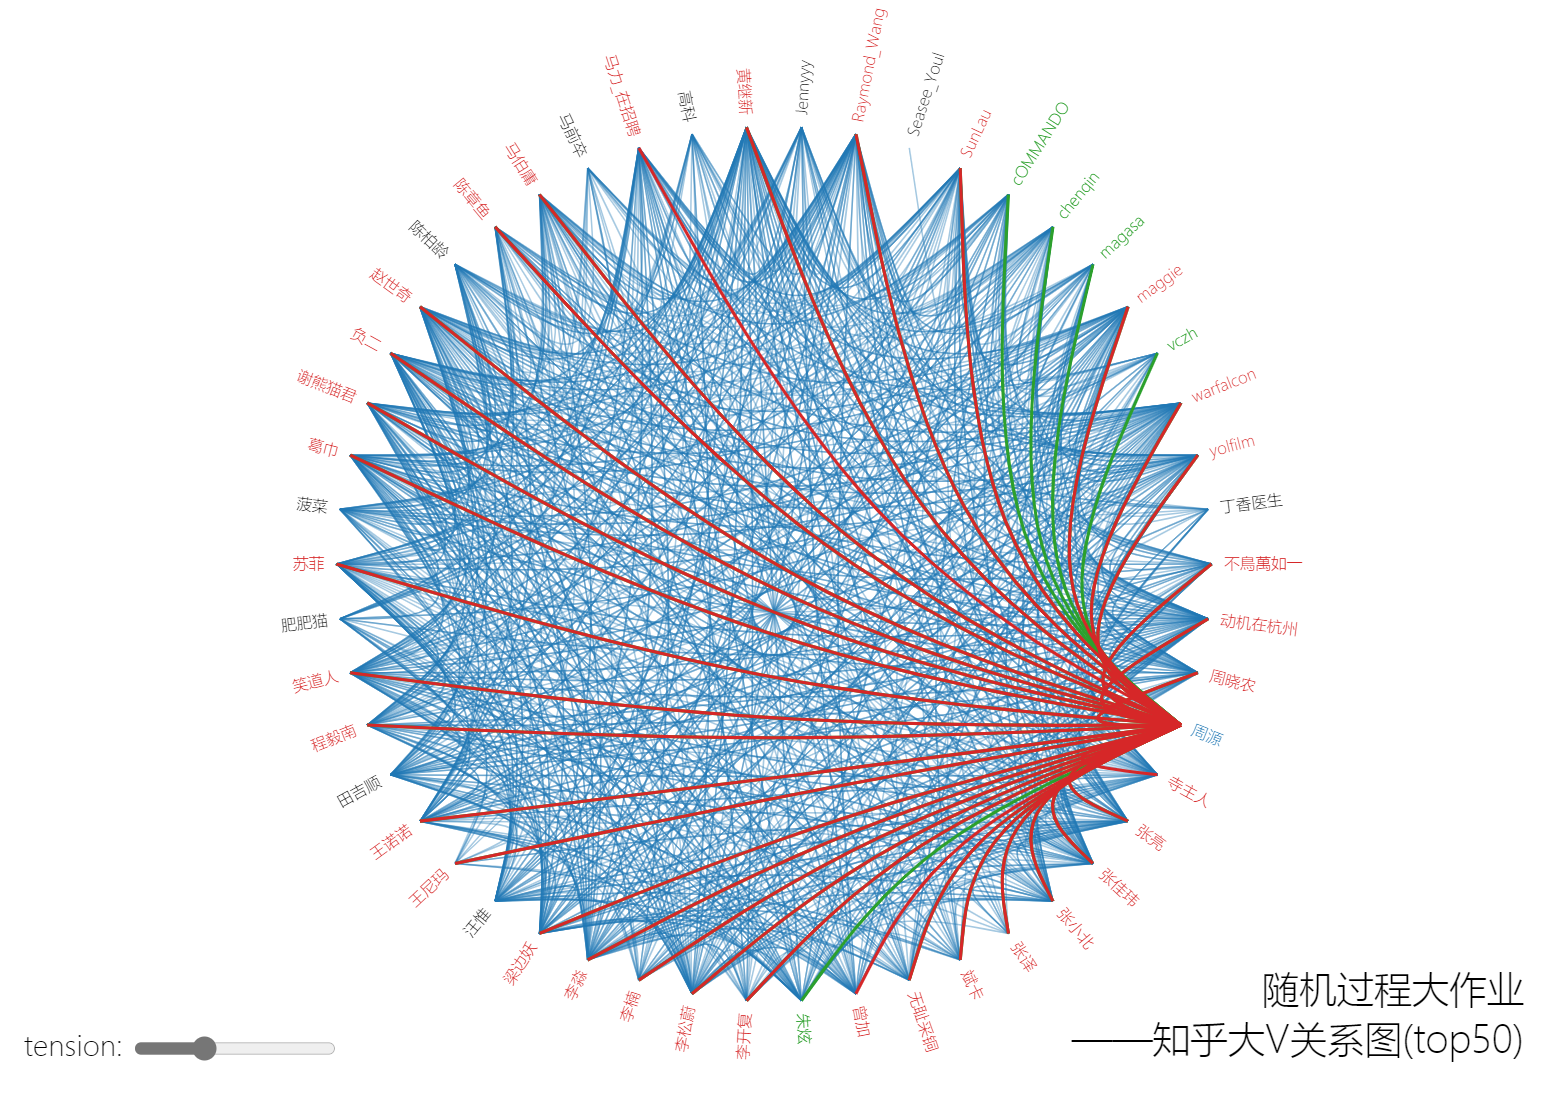 黄继新
Jennyyy
Raymond_Wang
Seasee_Youl
SunLau
cOMMANDO
chenqin
magasa
maggie
vczh
warfalcon
yolfilm
丁香医生
不鳥萬如一
动机在杭州
周晓农
周源
寺主人
张亮
张佳玮
张小北
张译
斌卡
无耻采铜
曾加
朱炫
李开复
李松蔚
李楠
李淼
梁边妖
汪惟
王尼玛
王诺诺
田吉顺
程毅南
笑道人
肥肥猫
苏菲
菠菜
葛巾
谢熊猫君
负二
赵世奇
陈柏龄
陈章鱼
马伯庸
马前卒
马力_在招聘
高科
tension:
随机过程大作业
——知乎大V关系图(top50)